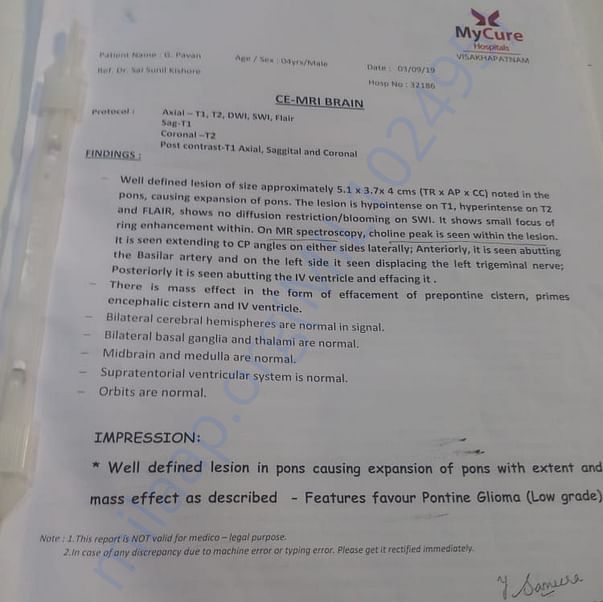 MyCure
Hospitals
VISAKHAPATNAM
Patient Name : G. Pavan
Age / Sex : 04yrs/Male
Date : 03/09/19
Ref. Dr. Sai Sunil Kishore
Hosp No : 32186
CE-MRI BRAIN
Protocol : Axial – T1, T2, DWI, SWI, Flair
Sag-T1
Coronal –T2
Post contrast-T1 Axial, Saggital and Coronal
FINDINGS :
– Well defined lesion of size approximately 5.1 x 3.7x 4 cms (TR x AP x CC) noted in the
pons, causing expansion of pons. The lesion is hypointense on T1, hyperintense on T2
and FLAIR, shows no diffusion restriction/blooming on SWI. It shows small focus of
ring enhancement within. On MR spectroscopy, choline peak is seen within the lesion.
It is seen extending to CP angles on either sides laterally; Anteriorly, it is seen abutting
the Basilar artery and on the left side it seen displacing the left trigeminal nerve;
Posteriorly it is seen abutting the IV ventricle and effacing it .
– There is mass effect in the form of effacement of prepontine cistern, primes
encephalic cistern and IV ventricle.
– Bilateral cerebral hemispheres are normal in signal.
– Bilateral basal ganglia and thalami are normal.
– Midbrain and medulla are normal.
– Supratentorial ventricular system is normal.
– Orbits are normal.
IMPRESSION:
* Well defined lesion in pons causing expansion of pons with extent and
mass effect as described - Features favour Pontine Glioma (Low grade)
Note : 1. This report is NOT valid for medico – legal purpose.
2.In case of any discrepancy due to machine error or typing error. Please get it rectified immediately.